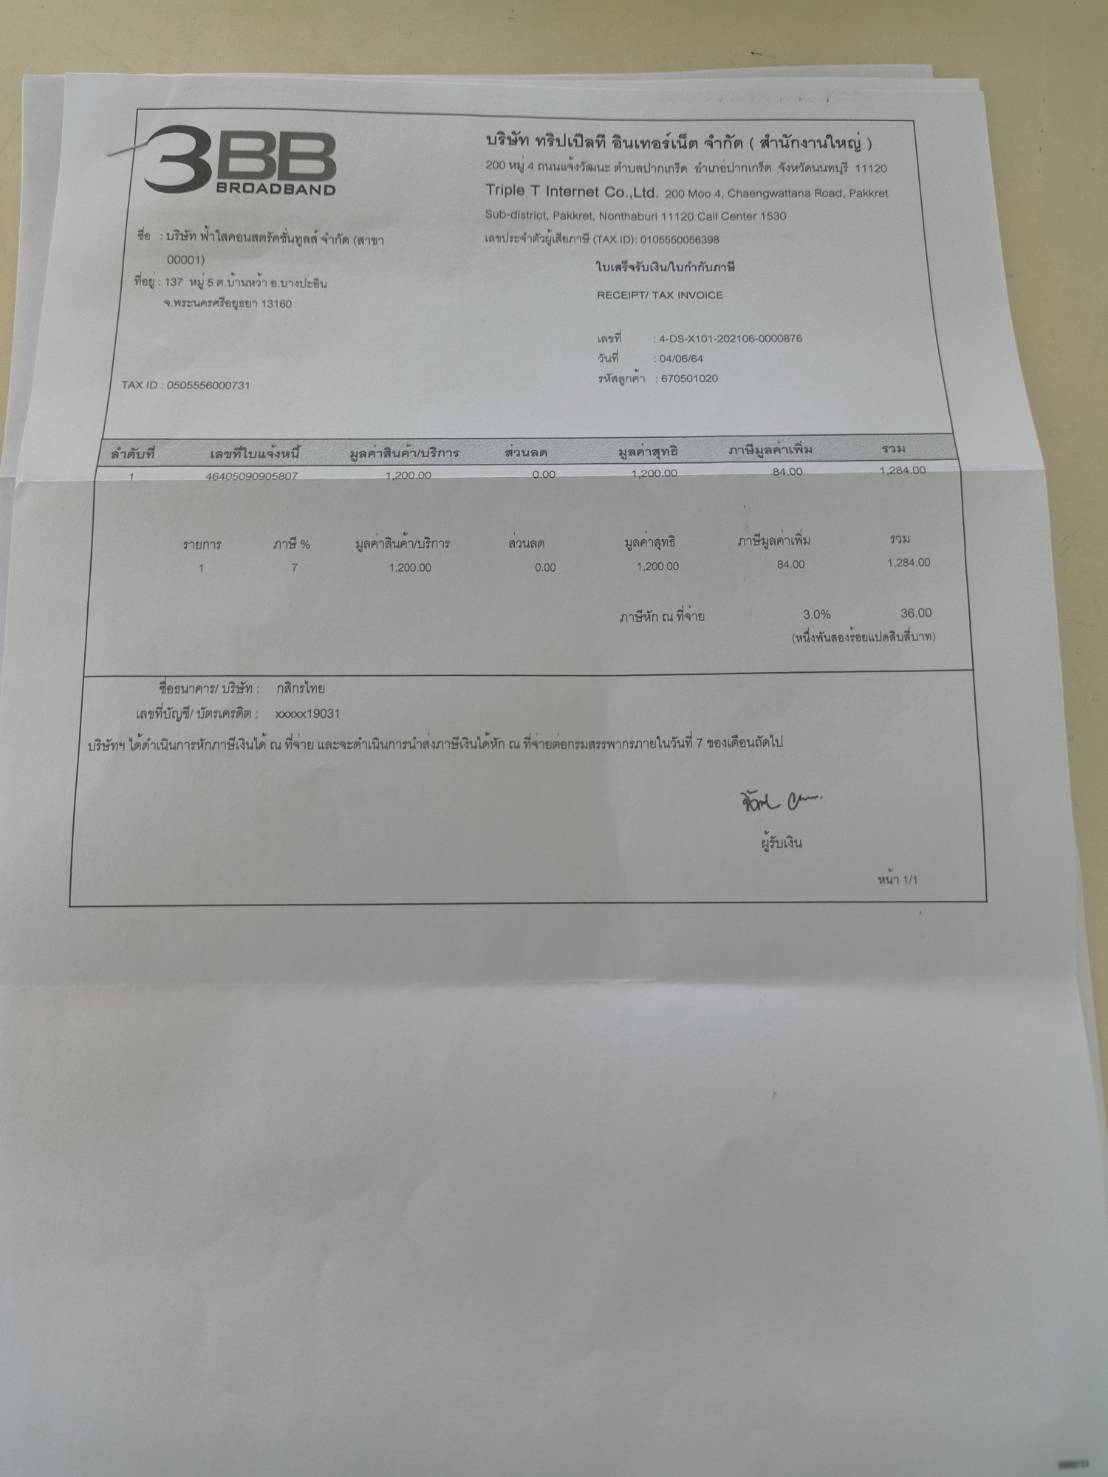 3BB
BROADBAND
บริษัท ทริปเปิลที อินเทอร์เน็ต จำกัด ( สำนักงานใหญ่ )
200 หมู่ 4 ถนนแจ้งวัฒนะ ตำบลปากเกร็ด อำเภอปากเกร็ด จังหวัดนนทบุรี 11120
Triple T Internet Co.,Ltd. 200 Moo 4, Chaengwattana Road, Pakkret
Sub-district, Pakkret, Nonthaburi 11120 Call Center 1530
เลขประจำตัวผู้เสียภาษี (TAX ID): 0105550056398
ชื่อ : บริษัท ฟ้าใสคอนสตรัคชั่นทูลส์ จำกัด (สาขา
00001)
ที่อยู่ : 137 หมู่ 5 ต.บ้านหว้า อ.บางปะอิน
จ.พระนครศรีอยุธยา 13160
ใบเสร็จรับเงิน/ใบกำกับภาษี
RECEIPT/ TAX INVOICE
เลขที่ : 4-DS-X101-202106-0000876
วันที่ : 04/06/64
รหัสลูกค้า : 670501020
TAX ID : 0505556000731
ลำดับที่ เลขที่ใบแจ้งหนี้ มูลค่าสินค้า/บริการ ส่วนลด มูลค่าสุทธิ ภาษีมูลค่าเพิ่ม รวม
1 46405090905807 1,200.00 0.00 1,200.00 84.00 1,284.00
รายการ ภาษี % มูลค่าสินค้า/บริการ ส่วนลด มูลค่าสุทธิ ภาษีมูลค่าเพิ่ม รวม
1 7 1,200.00 0.00 1,200.00 84.00 1,284.00
ภาษีหัก ณ ที่จ่าย 3.0% 36.00
(หนึ่งพันสองร้อยแปดสิบสี่บาท)
ชื่อธนาคาร/ บริษัท : กสิกรไทย
เลขที่บัญชี/ บัตรเครดิต : xxxxx19031
บริษัทฯ ได้ดำเนินการหักภาษีเงินได้ ณ ที่จ่าย และจะดำเนินการนำส่งภาษีเงินได้หัก ณ ที่จ่ายต่อกรมสรรพากรภายในวันที่ 7 ของเดือนถัดไป
ผู้รับเงิน
หน้า 1/1